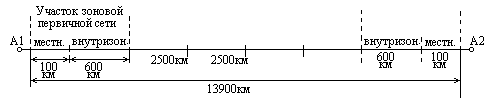 Участок зоновой
первичной сети
А1 местн. внутризон. внутризон. местн. А2
100 км 600 км 2500км 2500км 600 км 100 км
13900км